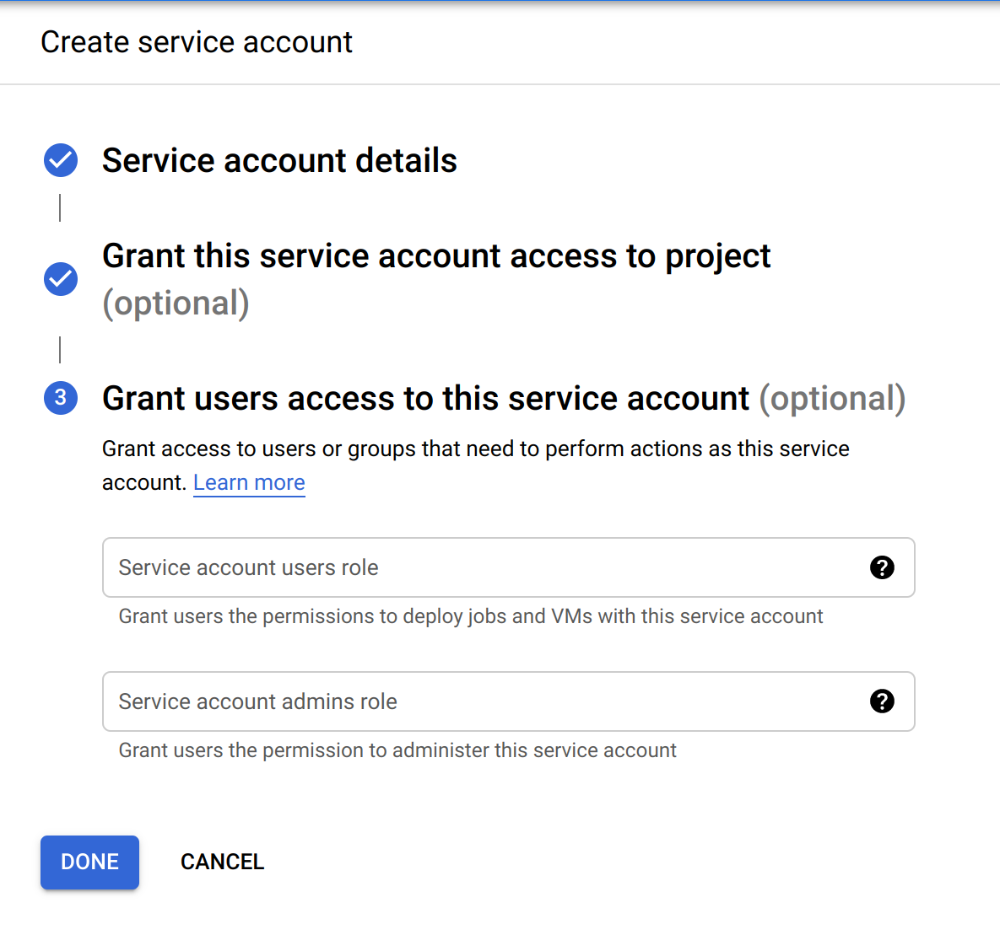 Create service account
Service account details
Grant this service account access to project
(optional)
3
Grant users access to this service account (optional)
Grant access to users or groups that need to perform actions as this service
account. Learn more
Service account users role
?
Grant users the permissions to deploy jobs and VMs with this service account
Service account admins role
?
Grant users the permission to administer this service account
DONE CANCEL